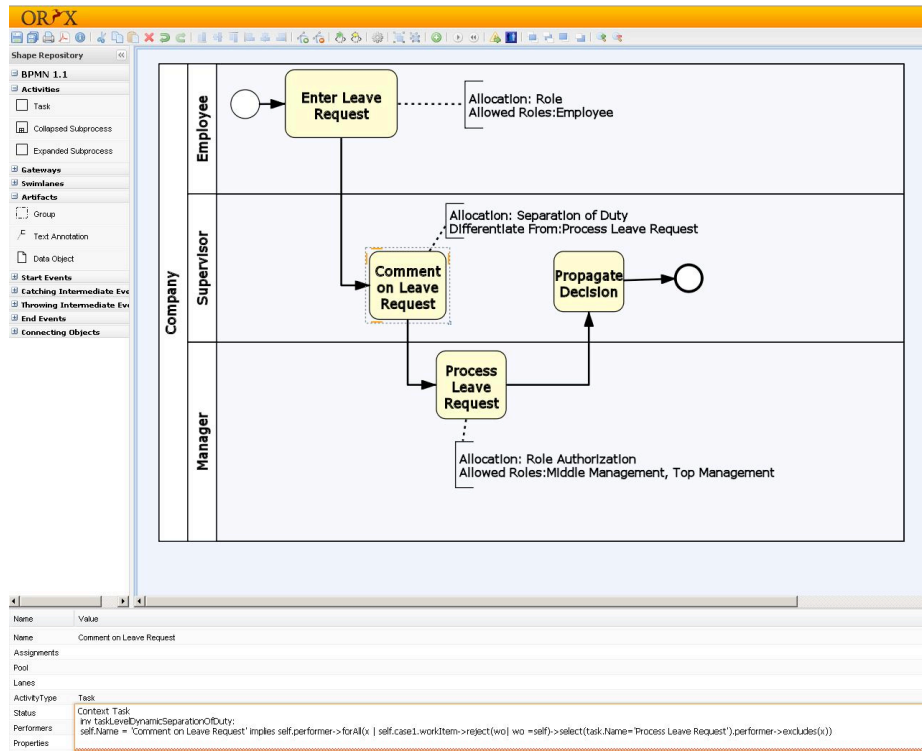 ORYX
Shape Repository
BPMN 1.1
Activities
Task
Collapsed Subprocess
Expanded Subprocess
Gateways
Swimlanes
Artifacts
Group
Text Annotation
Data Object
Start Events
Catching Intermediate Eve
Throwing Intermediate Eve
End Events
Connecting Objects
Company
Employee
Enter Leave
Request
Allocation: Role
Allowed Roles:Employee
Supervisor
Allocation: Separation of Duty
Differentiate From:Process Leave Request
Comment
on Leave
Request
Propagate
Decision
Manager
Process
Leave
Request
Allocation: Role Authorization
Allowed Roles:Middle Management, Top Management
Name Value
Name Comment on Leave Request
Assignments
Pool
Lanes
ActivityType Task
Status Context Task
Performers inv taskLevelDynamicSeparationOfDuty:
self.Name = 'Comment on Leave Request' implies self.performer->forAll(x | self.case1.workItem->reject(wo| wo =self)->select(task.Name='Process Leave Request').performer->excludes(x))
Properties